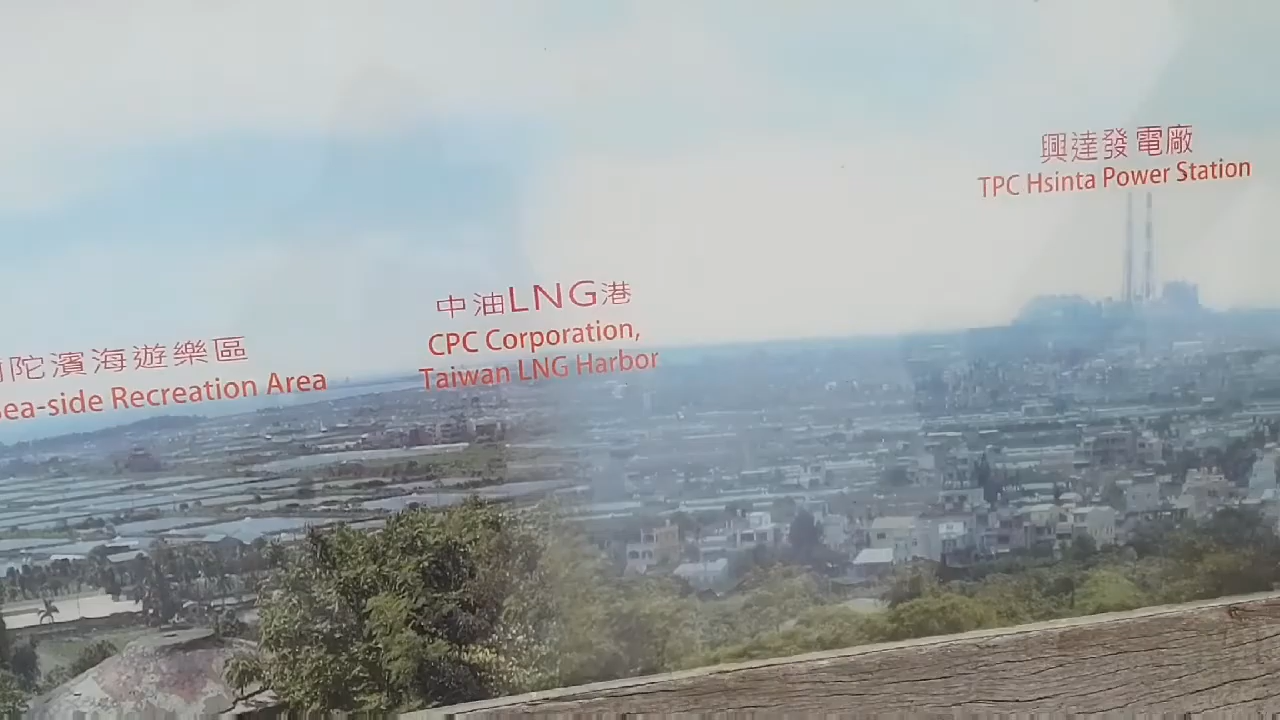 陀濱海遊樂區
Sea-side Recreation Area
中油LNG港
CPC Corporation,
Taiwan LNG Harbor
興達發電廠
TPC Hsinta Power Station